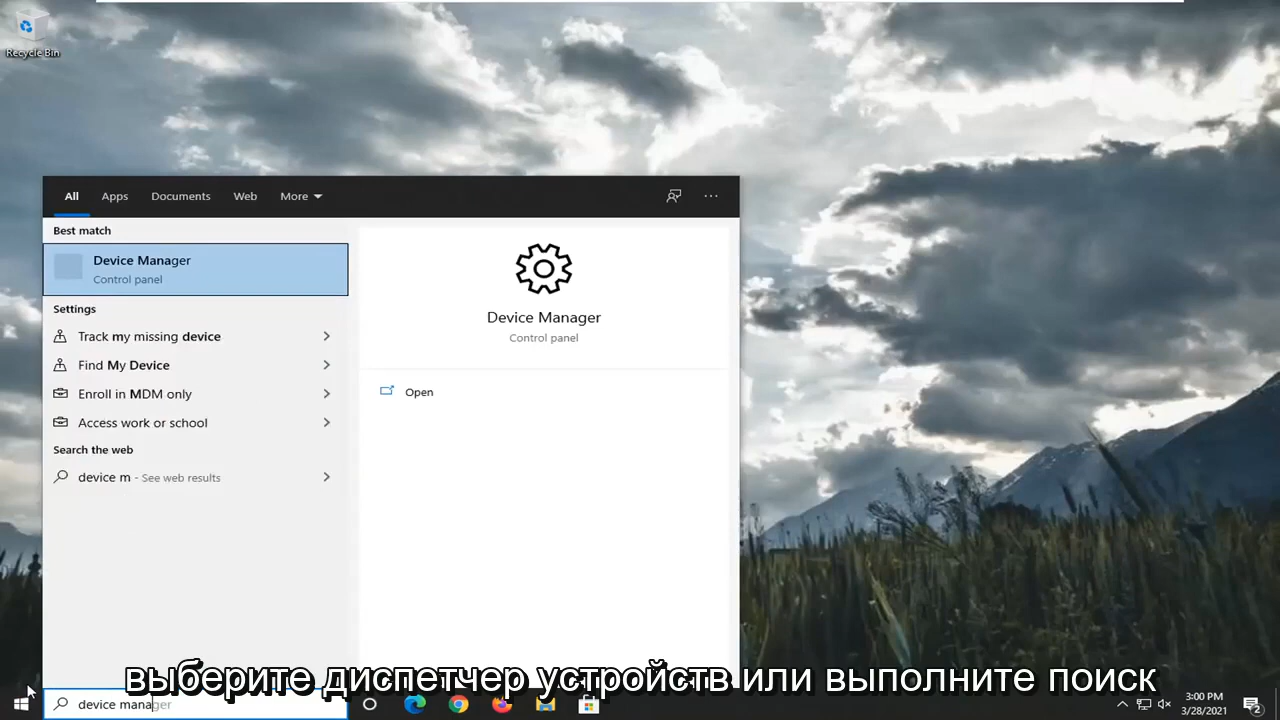 Recycle Bin
All Apps Documents Web More
Best match
Device Manager
Control panel
Settings
Track my missing device
Find My Device
Enroll in MDM only
Access work or school
Search the web
device m - See web results
Device Manager
Control panel
Open
выберите диспетчер устройств или выполните поиск
device manager
3:00 PM
3/28/2021
2